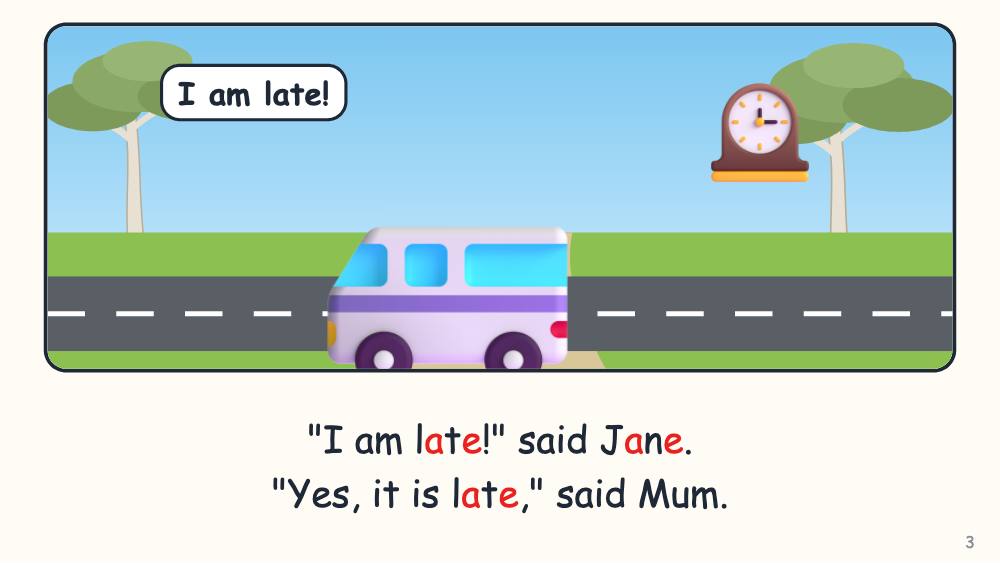 I am late!
"I am late!" said Jane.
"Yes, it is late," said Mum.
3